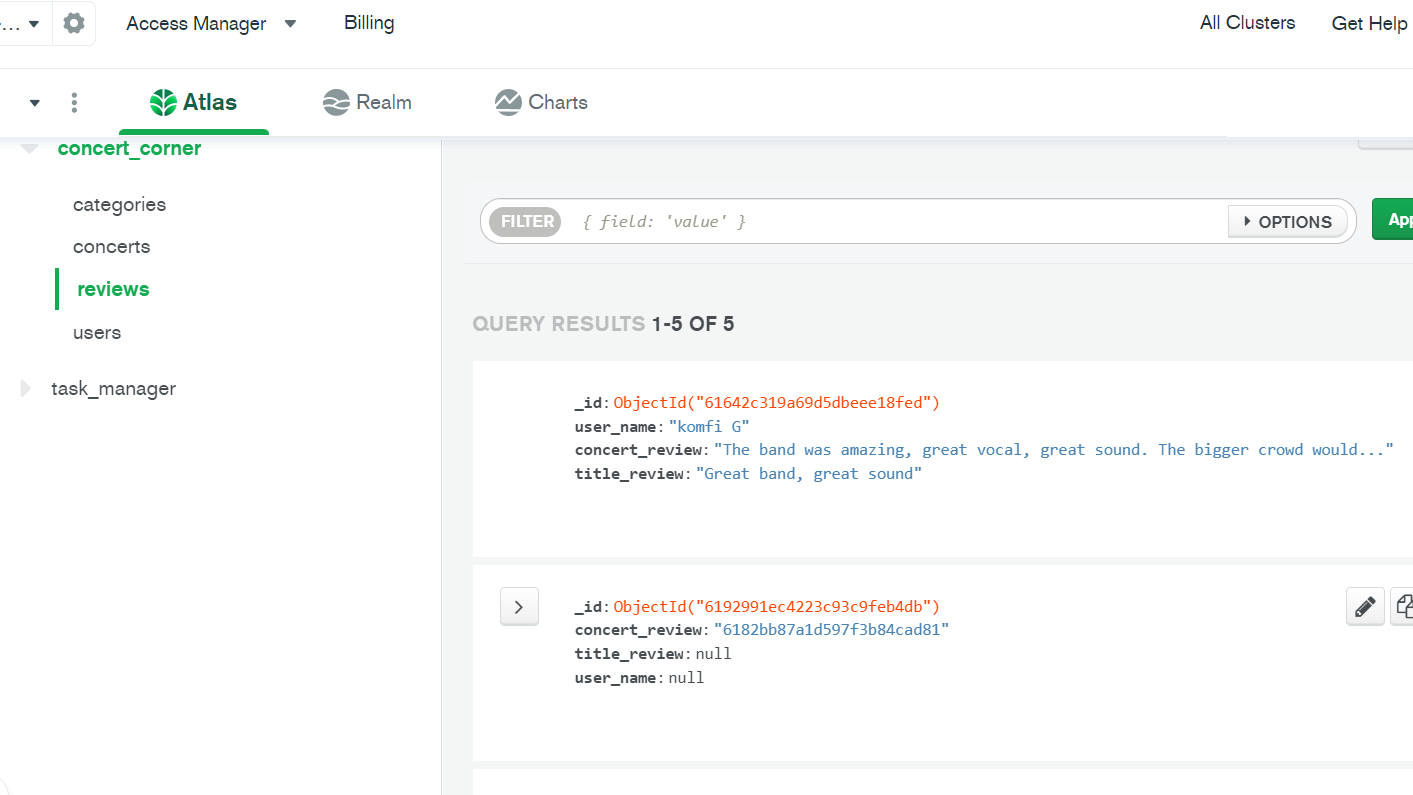 -... Access Manager Billing All Clusters Get Help
Atlas Realm Charts
concert_corner
categories
concerts
reviews
users
task_manager
FILTER { field: 'value' } OPTIONS App
QUERY RESULTS 1-5 OF 5
_id: ObjectId("61642c319a69d5dbeee18fed")
user_name: "komfi G"
concert_review: "The band was amazing, great vocal, great sound. The bigger crowd would..."
title_review: "Great band, great sound"
_id: ObjectId("6192991ec4223c93c9feb4db")
concert_review: "6182bb87a1d597f3b84cad81"
title_review: null
user_name: null